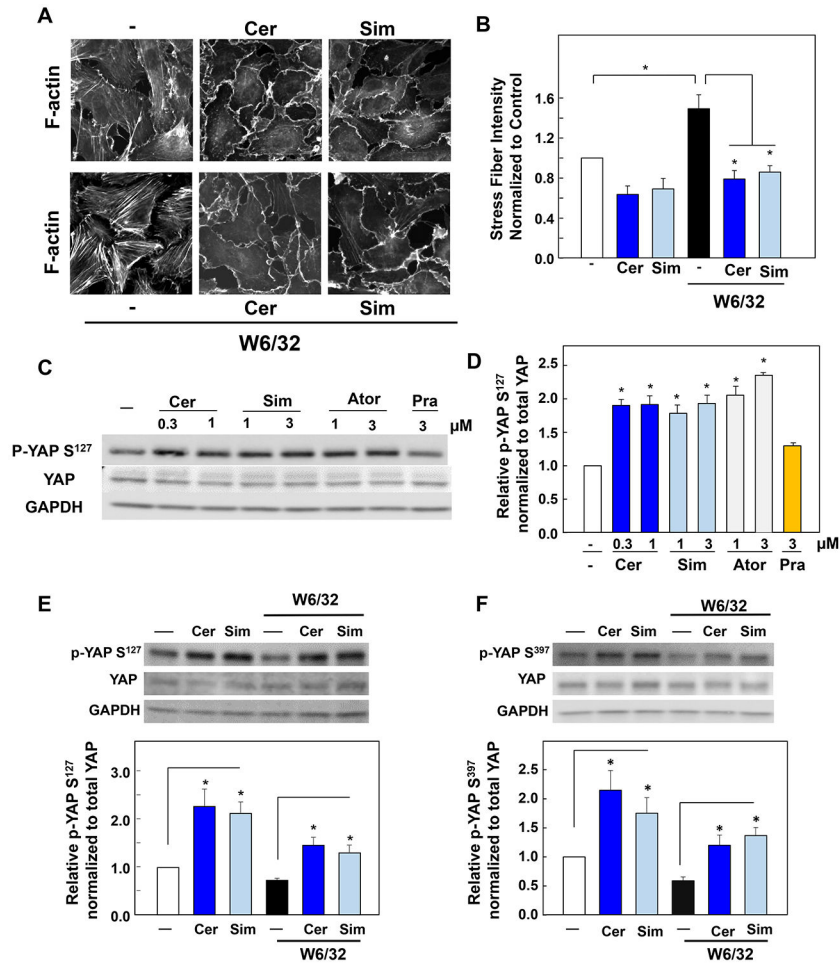 A
- Cer Sim
F-actin
F-actin
- Cer Sim
W6/32
B
Stress Fiber Intensity
Normalized to Control
1.6
1.2
0.8
0.4
0.0
*
* *
- Cer Sim - Cer Sim
W6/32
C
— Cer Sim Ator Pra
0.3 1 1 3 1 3 3 µM
P-YAP S127
YAP
GAPDH
D
Relative p-YAP S127
normalized to total YAP
2.5
2.0
1.5
1.0
0.5
0.0
* * * * * *
- 0.3 1 1 3 1 3 3 µM
- Cer Sim Ator Pra
E
W6/32
— Cer Sim — Cer Sim
p-YAP S127
YAP
GAPDH
Relative p-YAP S127
normalized to total YAP
3.0
2.0
1.0
0.0
* * * *
— Cer Sim — Cer Sim
W6/32
F
W6/32
— Cer Sim — Cer Sim
p-YAP S397
YAP
GAPDH
Relative p-YAP S397
normalized to total YAP
2.5
2.0
1.5
1.0
0.5
0.0
* * * *
— Cer Sim — Cer Sim
W6/32